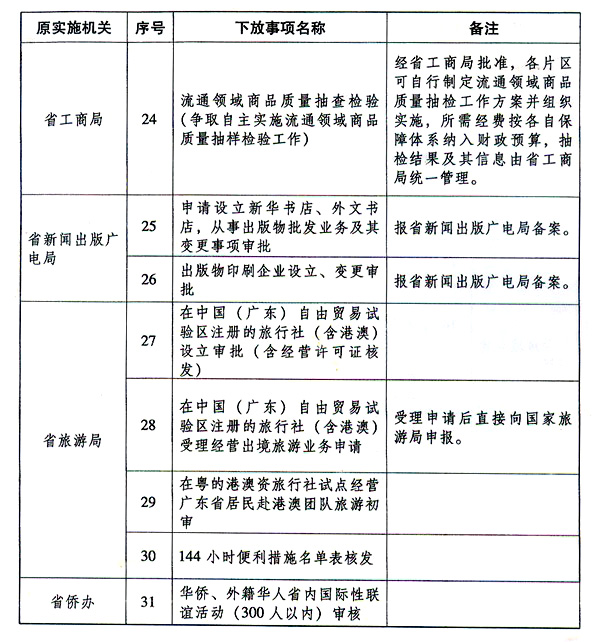 原实施机关 序号 下放事项名称 备注
省工商局
24
流通领域商品质量抽查检验
(争取自主实施流通领域商品
质量抽样检验工作)
经省工商局批准，各片区
可自行制定流通领域商品
质量抽检工作方案并组织
实施，所需经费按各自保
障体系纳入财政预算，抽
检结果及其信息由省工商
局统一管理。
省新闻出版广
电局
25
申请设立新华书店、外文书
店，从事出版物批发业务及其
变更事项审批
报省新闻出版广电局备案。
26
出版物印刷企业设立、变更审
批
报省新闻出版广电局备案。
省旅游局
27
在中国（广东）自由贸易试
验区注册的旅行社（含港澳）
设立审批（含经营许可证核
发）
28
在中国（广东）自由贸易试
验区注册的旅行社（含港澳）
受理经营出境旅游业务申请
受理申请后直接向国家旅
游局申报。
29
在粤的港澳资旅行社试点经营
广东省居民赴港澳团队旅游初
审
30
144小时便利措施名单表核发
省侨办
31
华侨、外籍华人省内国际性联
谊活动（300人以内）审核